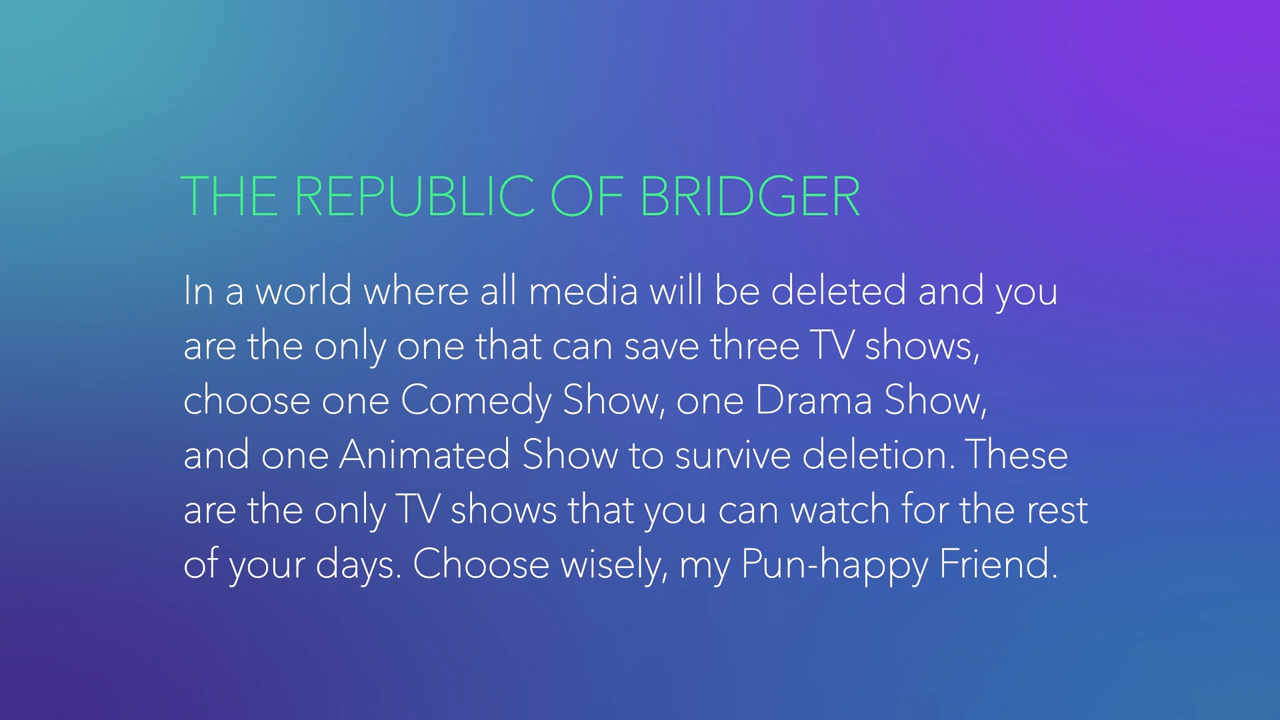 THE REPUBLIC OF BRIDGER
In a world where all media will be deleted and you
are the only one that can save three TV shows,
choose one Comedy Show, one Drama Show,
and one Animated Show to survive deletion. These
are the only TV shows that you can watch for the rest
of your days. Choose wisely, my Pun-happy Friend.